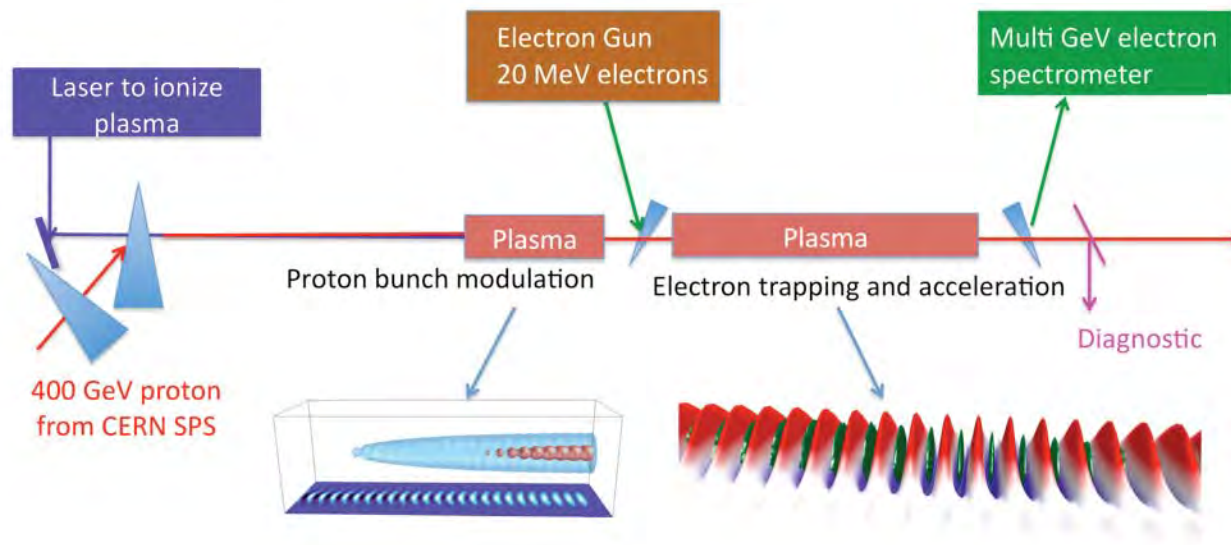 Laser to ionize
plasma
Electron Gun
20 MeV electrons
Multi GeV electron
spectrometer
Plasma
Plasma
Proton bunch modulation
Electron trapping and acceleration
Diagnostic
400 GeV proton
from CERN SPS